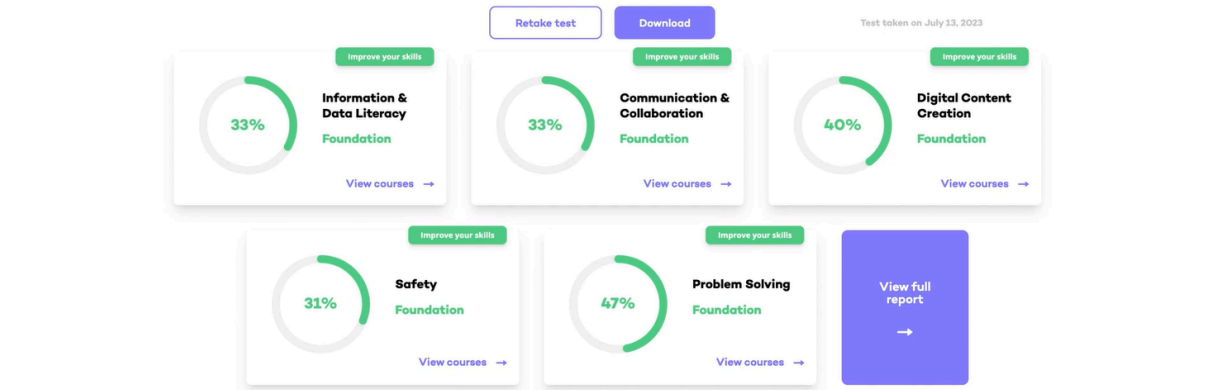 Retake test
Download
Test taken on July 13, 2023
Improve your skills
33%
Information &
Data Literacy
Foundation
View courses →
Improve your skills
33%
Communication &
Collaboration
Foundation
View courses →
Improve your skills
40%
Digital Content
Creation
Foundation
View courses →
Improve your skills
31%
Safety
Foundation
View courses →
Improve your skills
47%
Problem Solving
Foundation
View courses →
View full
report
→